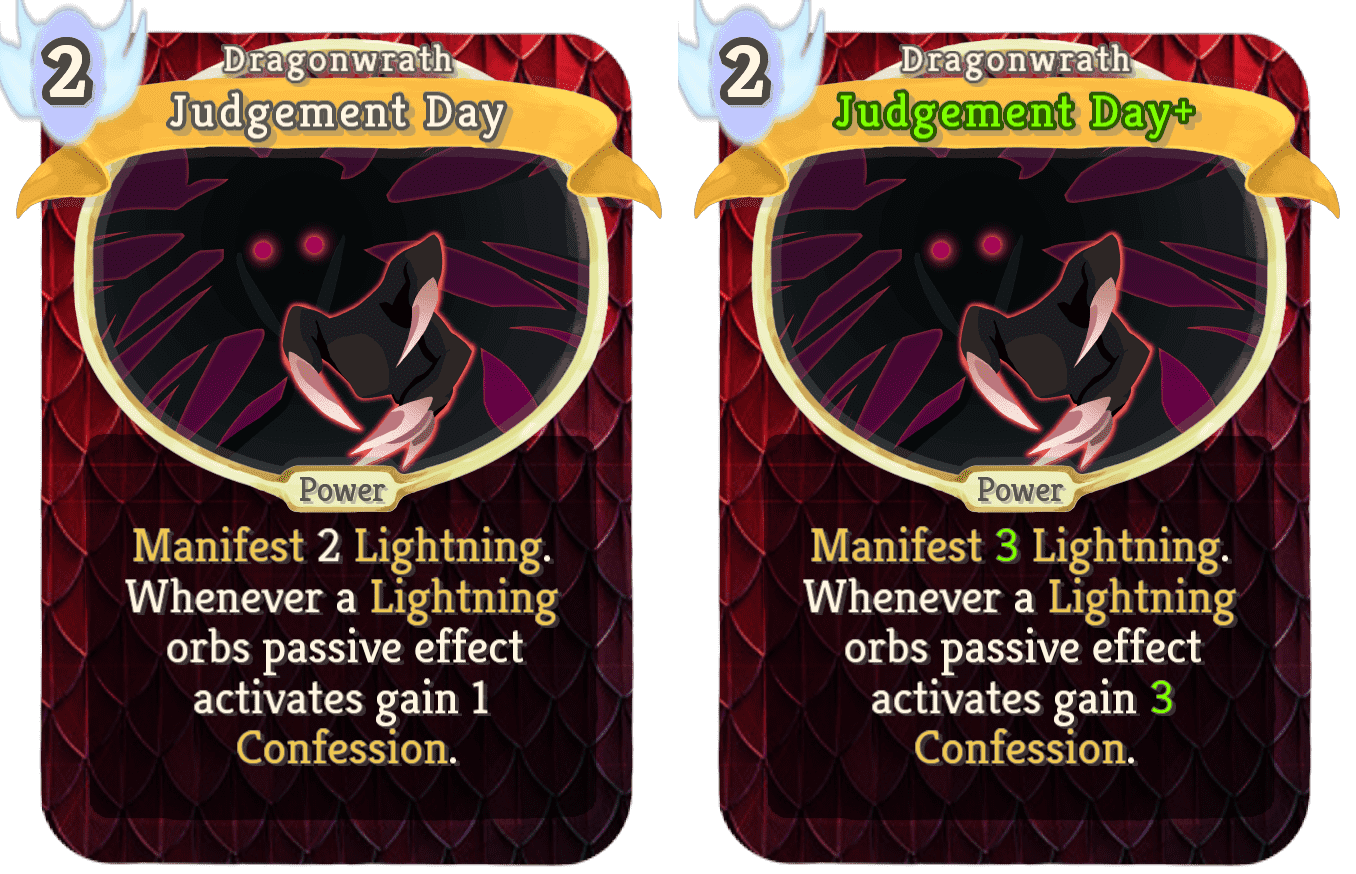 2
Dragonwrath
Judgement Day
Power
Manifest 2 Lightning.
Whenever a Lightning
orbs passive effect
activates gain 1
Confession.
2
Dragonwrath
Judgement Day+
Power
Manifest 3 Lightning.
Whenever a Lightning
orbs passive effect
activates gain 3
Confession.